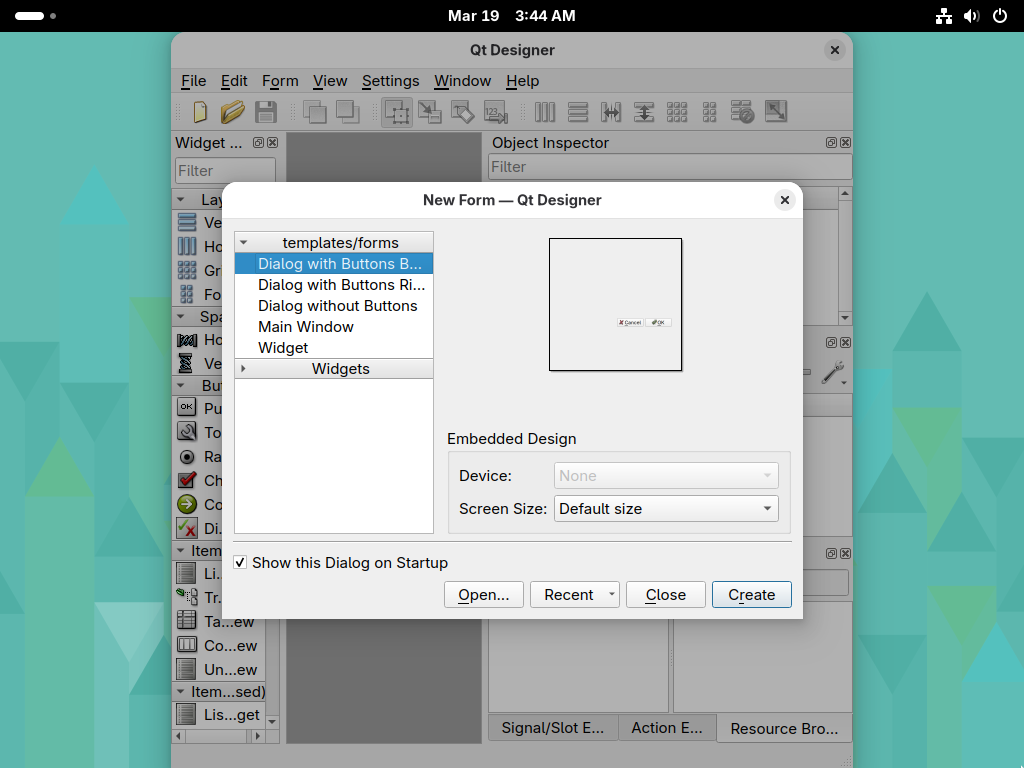 Mar 19 3:44 AM
Qt Designer
File Edit Form View Settings Window Help
Widget ...
Object Inspector
Filter
Filter
New Form — Qt Designer
templates/forms
Dialog with Buttons B...
Dialog with Buttons Ri...
Dialog without Buttons
Main Window
Widget
Widgets
Cancel OK
Embedded Design
Device: None
Screen Size: Default size
Show this Dialog on Startup
Open... Recent Close Create
Lay
Ve
Ho
Gr
Fo
Spa
Ho
Ve
Bu
OK Pu
To
Ra
Ch
Co
Di.
Item
Li..
Tr.
Ta...ew
Co...ew
Un...ew
Item...sed)
Lis...get
Signal/Slot E... Action E... Resource Bro...